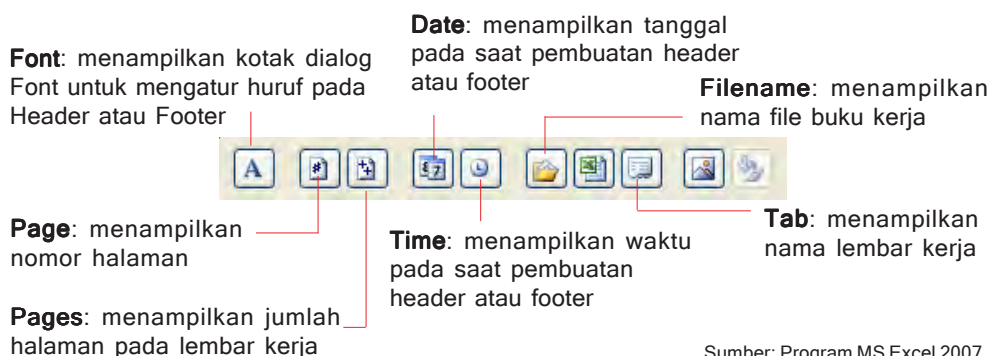 Font: menampilkan kotak dialog
Font untuk mengatur huruf pada
Header atau Footer
Date: menampilkan tanggal
pada saat pembuatan header
atau footer
Filename: menampilkan
nama file buku kerja
A
Page: menampilkan
nomor halaman
Pages: menampilkan jumlah
halaman pada lembar kerja
Time: menampilkan waktu
pada saat pembuatan
header atau footer
Tab: menampilkan
nama lembar kerja
Sumber: Program MS Excel 2007